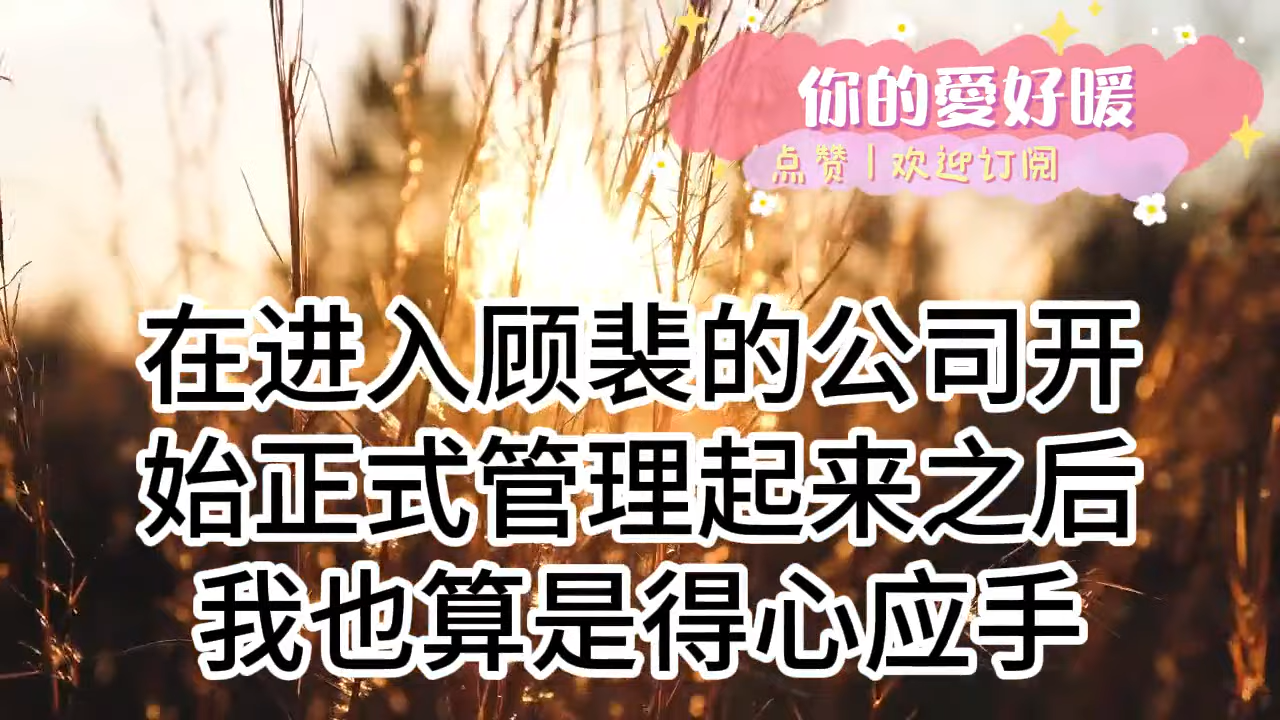 你的愛好暖
点赞丨欢迎订阅
在进入顾裴的公司开
始正式管理起来之后
我也算是得心应手